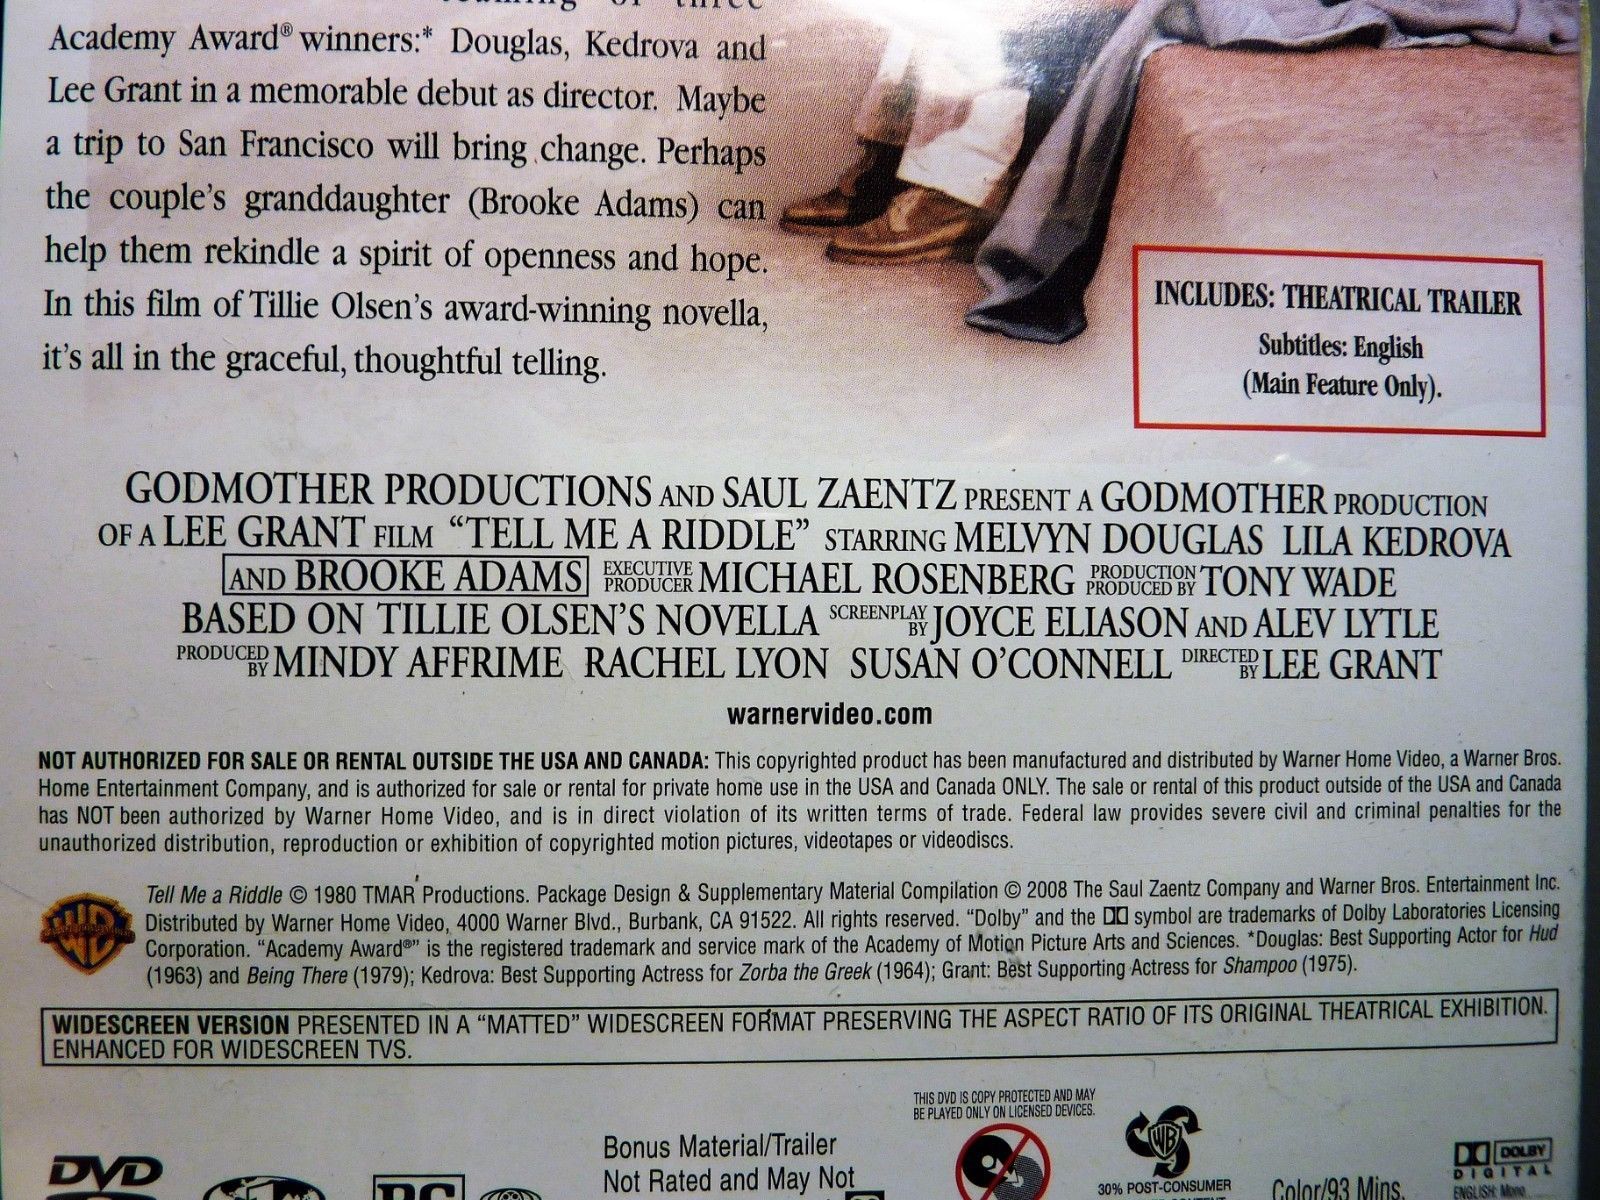 Academy Award® winners:* Douglas, Kedrova and
Lee Grant in a memorable debut as director. Maybe
a trip to San Francisco will bring change. Perhaps
the couple's granddaughter (Brooke Adams) can
help them rekindle a spirit of openness and hope.
In this film of Tillie Olsen's award-winning novella,
it's all in the graceful, thoughtful telling.
INCLUDES: THEATRICAL TRAILER
Subtitles: English
(Main Feature Only).
GODMOTHER PRODUCTIONS AND SAUL ZAENTZ PRESENT A GODMOTHER PRODUCTION
OF A LEE GRANT FILM "TELL ME A RIDDLE" STARRING MELVYN DOUGLAS LILA KEDROVA
AND BROOKE ADAMS EXECUTIVE PRODUCER MICHAEL ROSENBERG PRODUCTION PRODUCED BY TONY WADE
BASED ON TILLIE OLSEN'S NOVELLA SCREENPLAY BY JOYCE ELIASON AND ALEV LYTLE
PRODUCED BY MINDY AFFRIME RACHEL LYON SUSAN O'CONNELL DIRECTED BY LEE GRANT
warnervideo.com
NOT AUTHORIZED FOR SALE OR RENTAL OUTSIDE THE USA AND CANADA: This copyrighted product has been manufactured and distributed by Warner Home Video, a Warner Bros.
Home Entertainment Company, and is authorized for sale or rental for private home use in the USA and Canada ONLY. The sale or rental of this product outside of the USA and Canada
has NOT been authorized by Warner Home Video, and is in direct violation of its written terms of trade. Federal law provides severe civil and criminal penalties for the
unauthorized distribution, reproduction or exhibition of copyrighted motion pictures, videotapes or videodiscs.
Tell Me a Riddle © 1980 TMAR Productions. Package Design & Supplementary Material Compilation © 2008 The Saul Zaentz Company and Warner Bros. Entertainment Inc.
Distributed by Warner Home Video, 4000 Warner Blvd., Burbank, CA 91522. All rights reserved. "Dolby" and the DD symbol are trademarks of Dolby Laboratories Licensing
Corporation. "Academy Award®" is the registered trademark and service mark of the Academy of Motion Picture Arts and Sciences. *Douglas: Best Supporting Actor for Hud
(1963) and Being There (1979); Kedrova: Best Supporting Actress for Zorba the Greek (1964); Grant: Best Supporting Actress for Shampoo (1975).
WB
WIDESCREEN VERSION PRESENTED IN A "MATTED" WIDESCREEN FORMAT PRESERVING THE ASPECT RATIO OF ITS ORIGINAL THEATRICAL EXHIBITION.
ENHANCED FOR WIDESCREEN TVS.
THIS DVD IS COPY PROTECTED AND MAY
BE PLAYED ONLY ON LICENSED DEVICES.
DVD
PG
Bonus Material/Trailer
Not Rated and May Not
WB
30% POST-CONSUMER
Color/93 Mins.
DOLBY
DIGITAL
ENGLISH: Mono